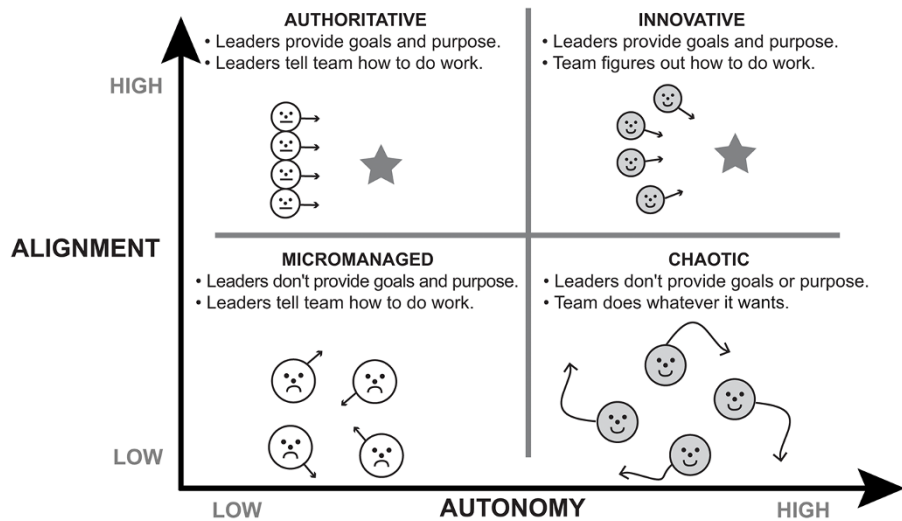 AUTHORITATIVE
• Leaders provide goals and purpose.
• Leaders tell team how to do work.
INNOVATIVE
• Leaders provide goals and purpose.
• Team figures out how to do work.
HIGH
ALIGNMENT
MICROMANAGED
• Leaders don't provide goals and purpose.
• Leaders tell team how to do work.
CHAOTIC
• Leaders don't provide goals or purpose.
• Team does whatever it wants.
LOW
LOW
AUTONOMY
HIGH